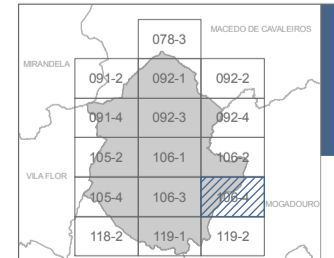 078-3
MACEDO DE CAVALEIROS
MIRANDELA
091-2 092-1 092-2
091-4 092-3 092-4
105-2 106-1 106-2
VILA FLOR
105-4 106-3 106-4
MOGADOURO
118-2 119-1 119-2